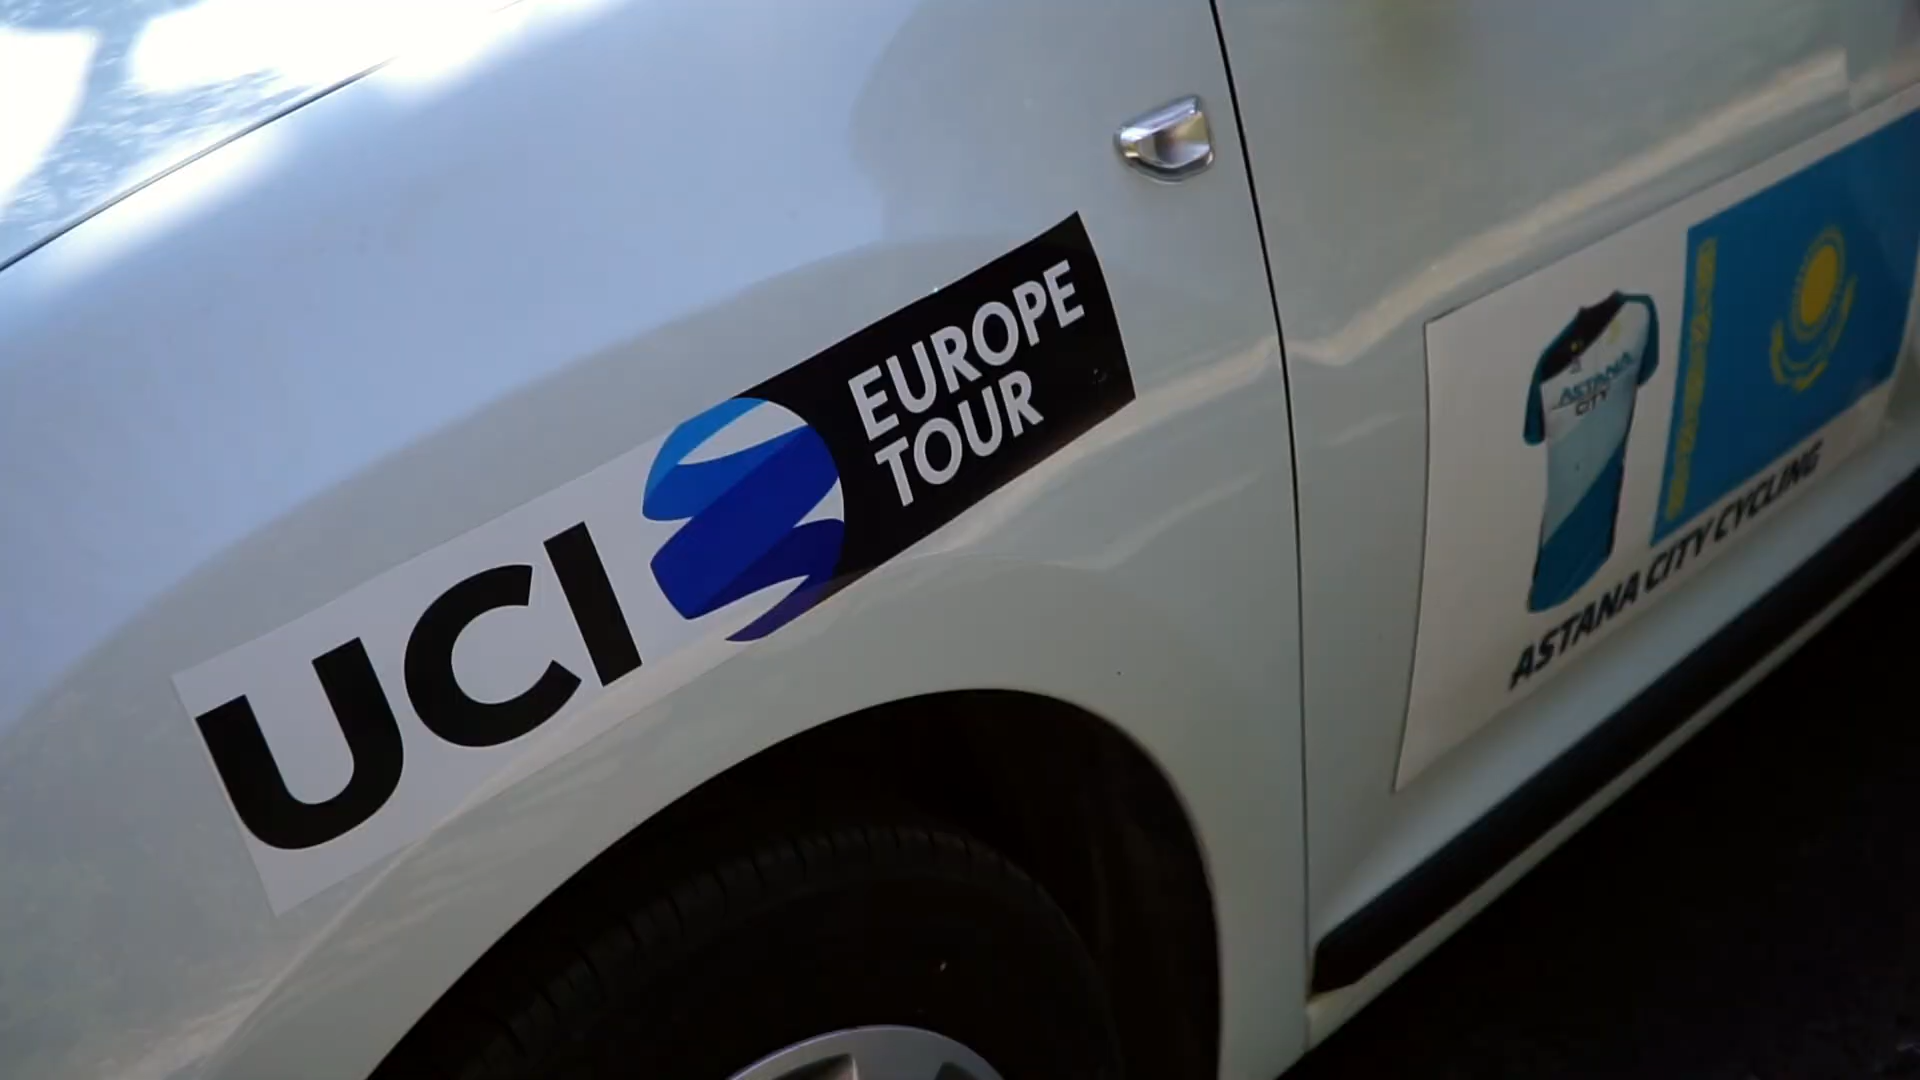 UCI
EUROPE
TOUR
ASTANA
CITY
ASTANA CITY CYCLING